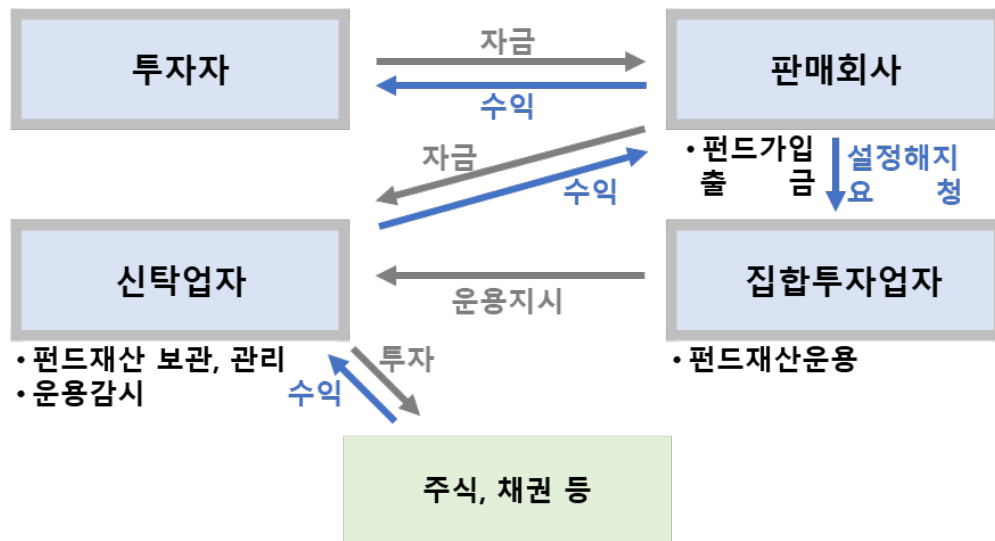 투자자
자금
수익
판매회사
자금
수익
• 펀드가입
출 금
설정해지
요 청
신탁업자
운용지시
집합투자업자
• 펀드재산 보관, 관리
• 운용감시
투자
수익
• 펀드재산운용
주식, 채권 등